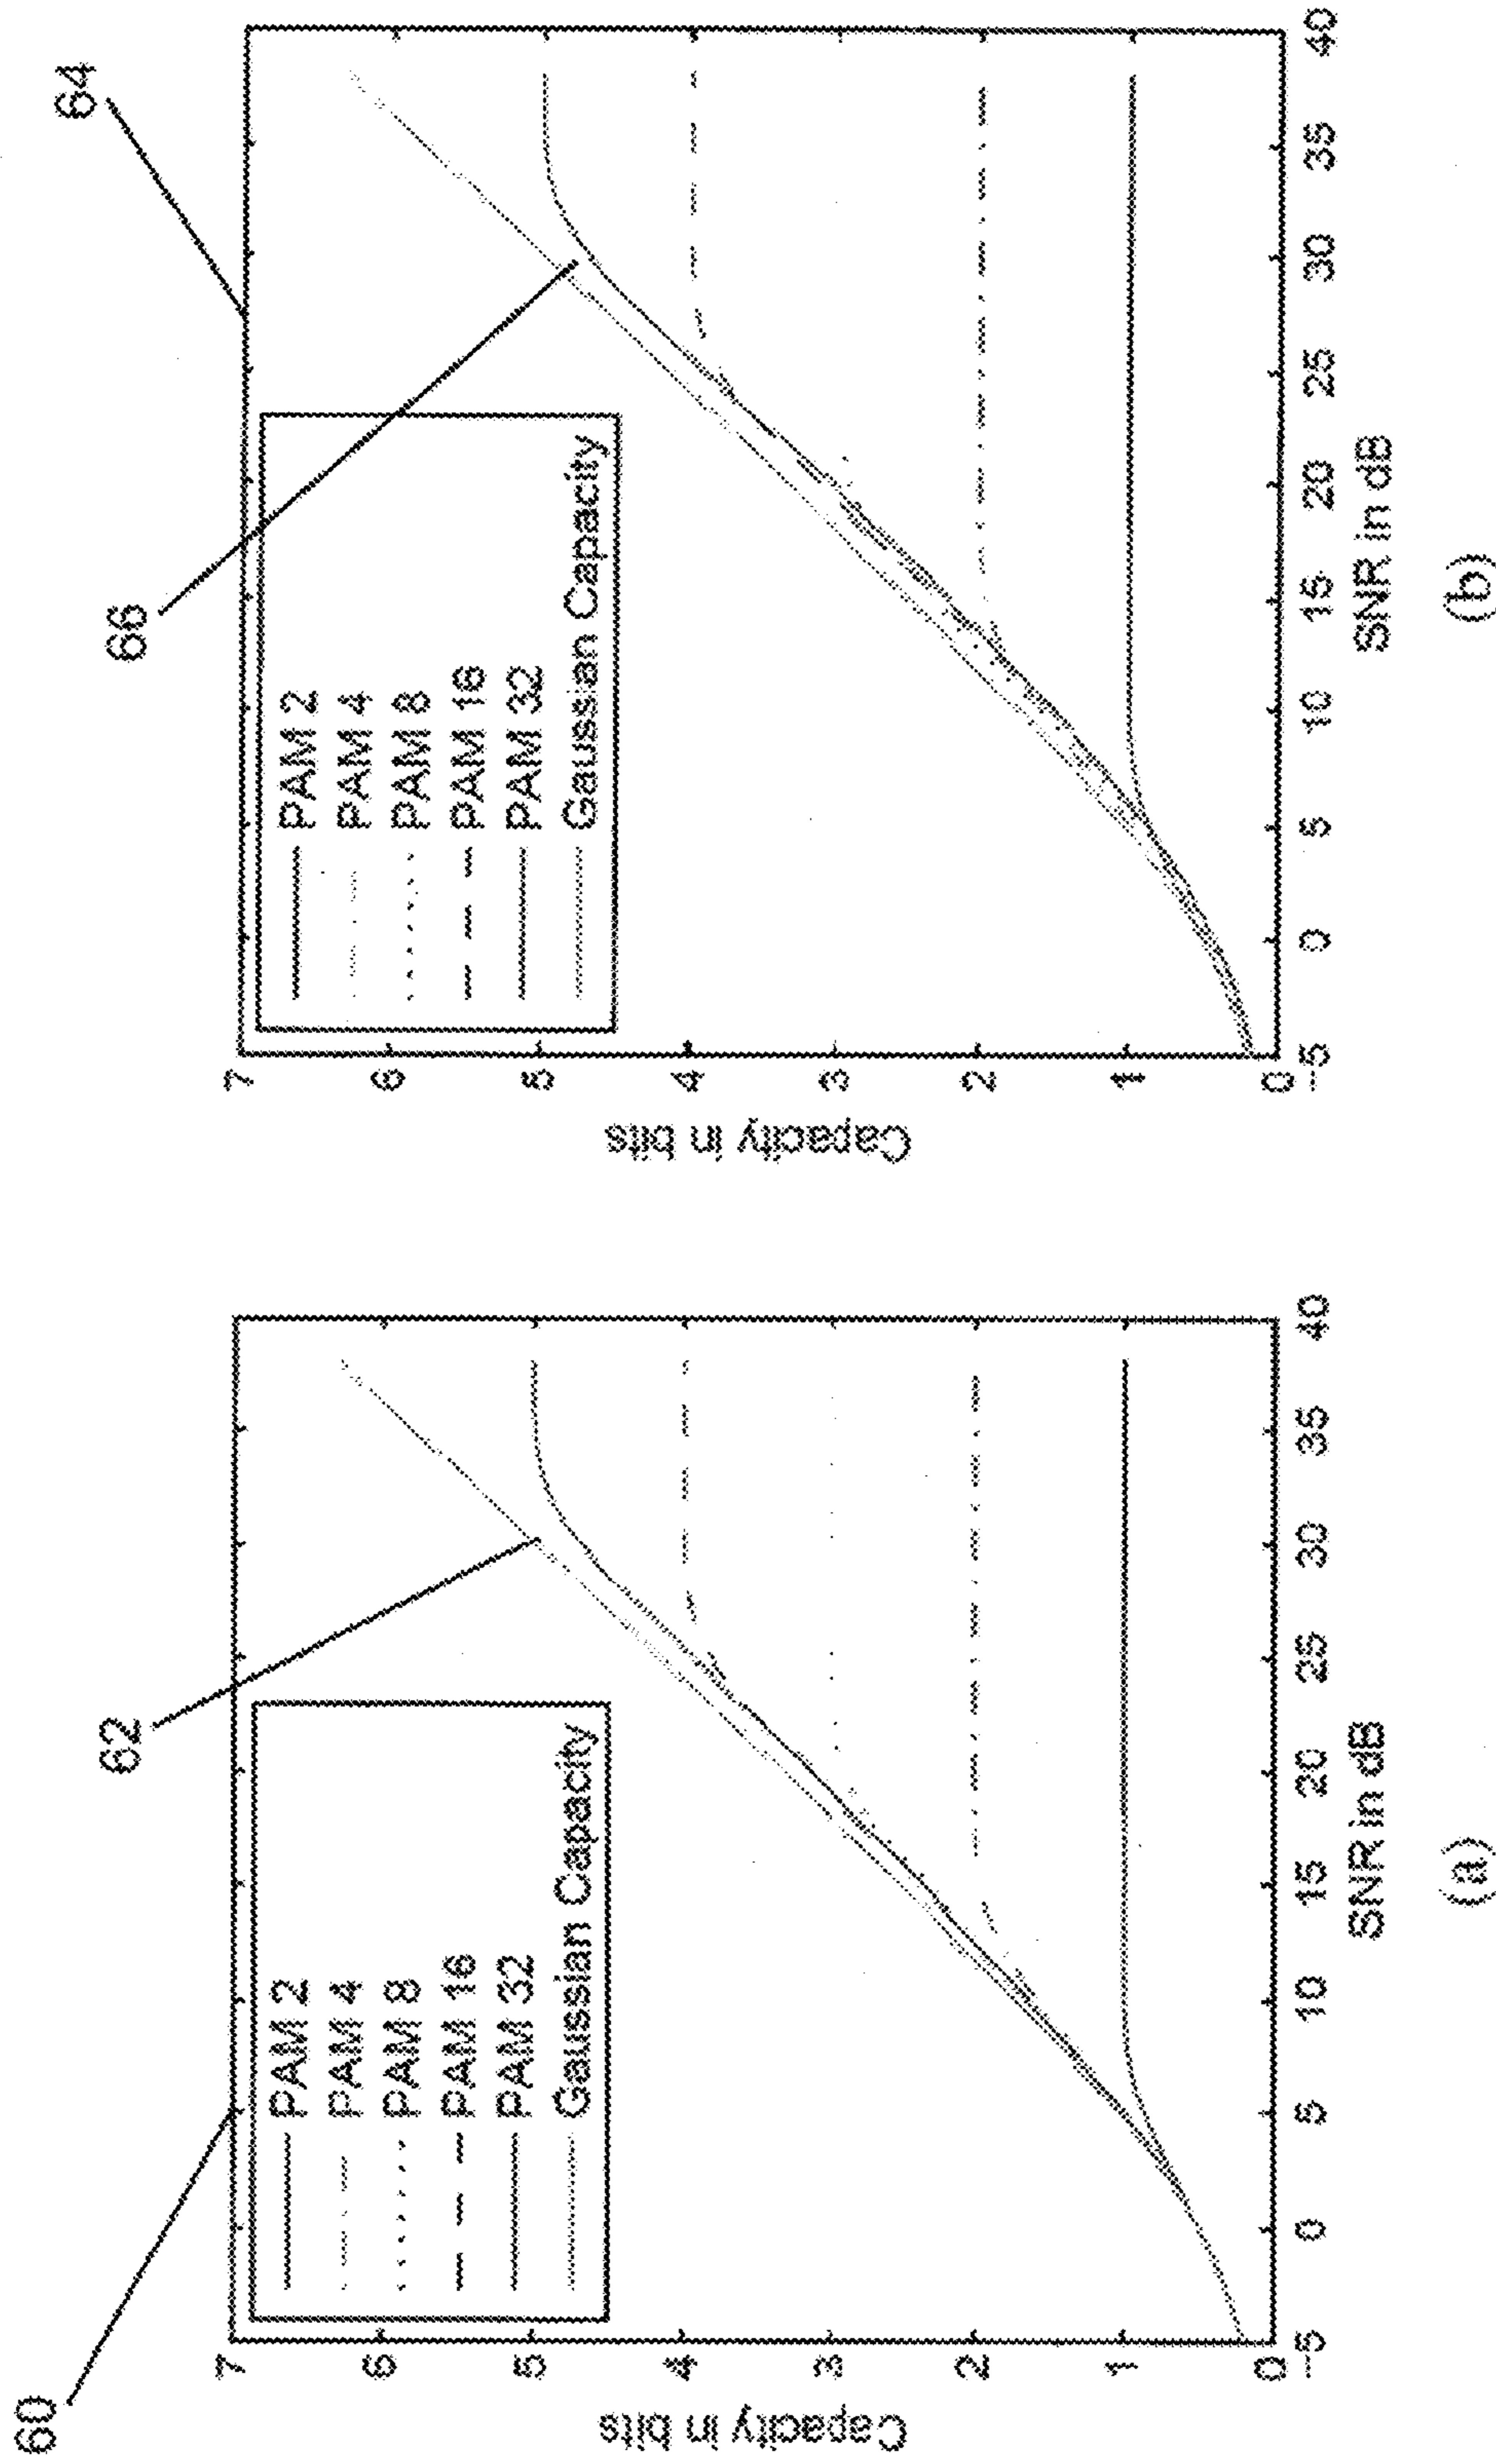 60
62
7
6
5
4
3
2
1
0
Capacity in bits
PAM 2
PAM 4
PAM 8
PAM 16
PAM 32
Gaussian Capacity
-5
0
5
10
15
20
25
30
35
40
SNR in dB
(a)
64
66
7
6
5
4
3
2
1
0
Capacity in bits
PAM 2
PAM 4
PAM 8
PAM 16
PAM 32
Gaussian Capacity
-5
0
5
10
15
20
25
30
35
40
SNR in dB
(b)